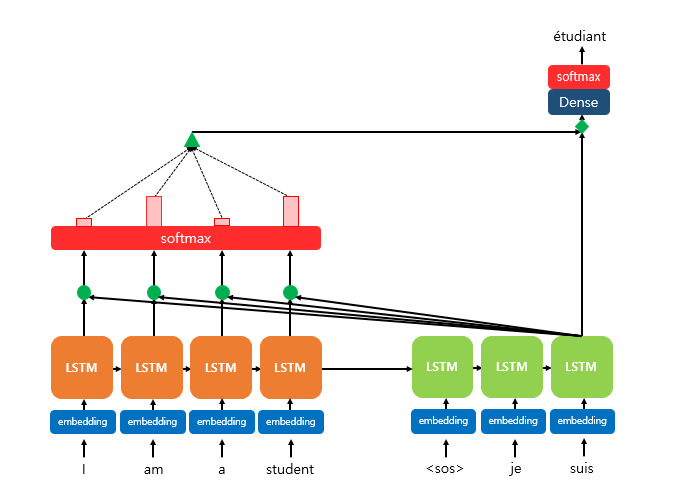 étudiant
softmax
Dense
softmax
LSTM LSTM LSTM LSTM LSTM LSTM LSTM
embedding embedding embedding embedding embedding embedding embedding
I am a student <sos> je suis